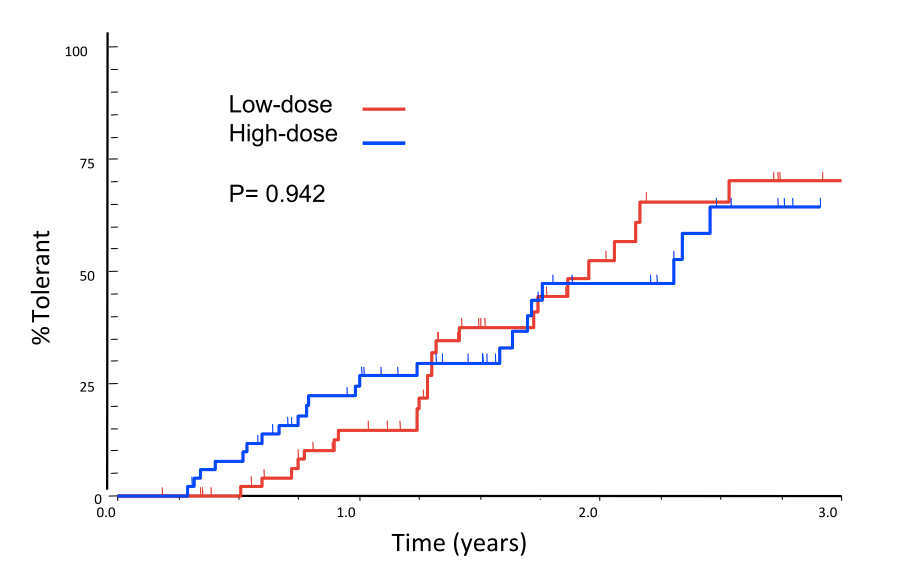 100
Low-dose
High-dose
75
P= 0.942
50
%Tolerant
25
0
0.0 1.0 2.0 3.0
Time (years)